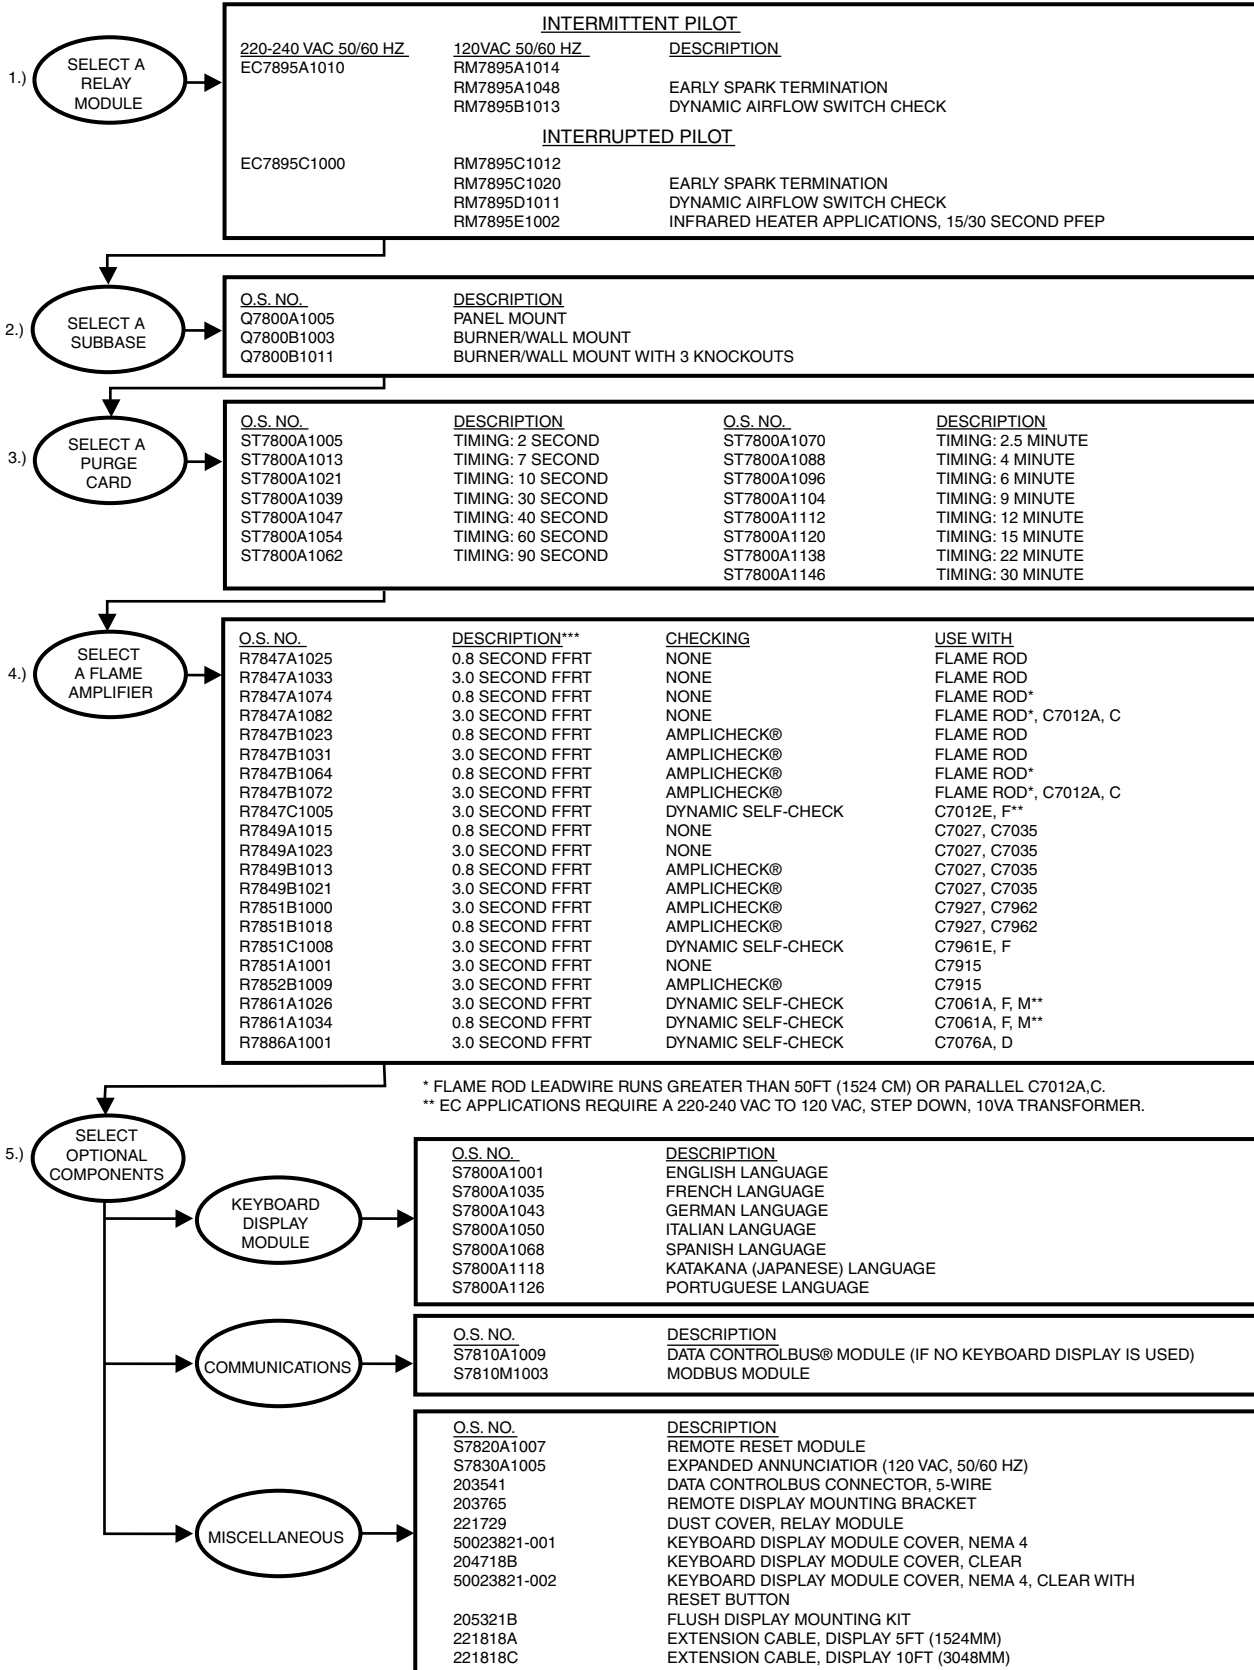 INTERMITTENT PILOT
1.) SELECT A RELAY MODULE
220-240 VAC 50/60 HZ 120VAC 50/60 HZ DESCRIPTION
EC7895A1010 RM7895A1014
RM7895A1048 EARLY SPARK TERMINATION
RM7895B1013 DYNAMIC AIRFLOW SWITCH CHECK
INTERRUPTED PILOT
EC7895C1000 RM7895C1012
RM7895C1020 EARLY SPARK TERMINATION
RM7895D1011 DYNAMIC AIRFLOW SWITCH CHECK
RM7895E1002 INFRARED HEATER APPLICATIONS, 15/30 SECOND PFEP
2.) SELECT A SUBBASE
O.S. NO. DESCRIPTION
Q7800A1005 PANEL MOUNT
Q7800B1003 BURNER/WALL MOUNT
Q7800B1011 BURNER/WALL MOUNT WITH 3 KNOCKOUTS
3.) SELECT A PURGE CARD
O.S. NO. DESCRIPTION O.S. NO. DESCRIPTION
ST7800A1005 TIMING: 2 SECOND ST7800A1070 TIMING: 2.5 MINUTE
ST7800A1013 TIMING: 7 SECOND ST7800A1088 TIMING: 4 MINUTE
ST7800A1021 TIMING: 10 SECOND ST7800A1096 TIMING: 6 MINUTE
ST7800A1039 TIMING: 30 SECOND ST7800A1104 TIMING: 9 MINUTE
ST7800A1047 TIMING: 40 SECOND ST7800A1112 TIMING: 12 MINUTE
ST7800A1054 TIMING: 60 SECOND ST7800A1120 TIMING: 15 MINUTE
ST7800A1062 TIMING: 90 SECOND ST7800A1138 TIMING: 22 MINUTE
ST7800A1146 TIMING: 30 MINUTE
4.) SELECT A FLAME AMPLIFIER
O.S. NO. DESCRIPTION*** CHECKING USE WITH
R7847A1025 0.8 SECOND FFRT NONE FLAME ROD
R7847A1033 3.0 SECOND FFRT NONE FLAME ROD
R7847A1074 0.8 SECOND FFRT NONE FLAME ROD*
R7847A1082 3.0 SECOND FFRT NONE FLAME ROD*, C7012A, C
R7847B1023 0.8 SECOND FFRT AMPLICHECK® FLAME ROD
R7847B1031 3.0 SECOND FFRT AMPLICHECK® FLAME ROD
R7847B1064 0.8 SECOND FFRT AMPLICHECK® FLAME ROD*
R7847B1072 3.0 SECOND FFRT AMPLICHECK® FLAME ROD*, C7012A, C
R7847C1005 3.0 SECOND FFRT DYNAMIC SELF-CHECK C7012E, F**
R7849A1015 0.8 SECOND FFRT NONE C7027, C7035
R7849A1023 3.0 SECOND FFRT NONE C7027, C7035
R7849B1013 0.8 SECOND FFRT AMPLICHECK® C7027, C7035
R7849B1021 3.0 SECOND FFRT AMPLICHECK® C7027, C7035
R7851B1000 3.0 SECOND FFRT AMPLICHECK® C7927, C7962
R7851B1018 0.8 SECOND FFRT AMPLICHECK® C7927, C7962
R7851C1008 3.0 SECOND FFRT DYNAMIC SELF-CHECK C7961E, F
R7851A1001 3.0 SECOND FFRT NONE C7915
R7852B1009 3.0 SECOND FFRT AMPLICHECK® C7915
R7861A1026 3.0 SECOND FFRT DYNAMIC SELF-CHECK C7061A, F, M**
R7861A1034 0.8 SECOND FFRT DYNAMIC SELF-CHECK C7061A, F, M**
R7886A1001 3.0 SECOND FFRT DYNAMIC SELF-CHECK C7076A, D
* FLAME ROD LEADWIRE RUNS GREATER THAN 50FT (1524 CM) OR PARALLEL C7012A,C.
** EC APPLICATIONS REQUIRE A 220-240 VAC TO 120 VAC, STEP DOWN, 10VA TRANSFORMER.
5.) SELECT OPTIONAL COMPONENTS
KEYBOARD DISPLAY MODULE
O.S. NO. DESCRIPTION
S7800A1001 ENGLISH LANGUAGE
S7800A1035 FRENCH LANGUAGE
S7800A1043 GERMAN LANGUAGE
S7800A1050 ITALIAN LANGUAGE
S7800A1068 SPANISH LANGUAGE
S7800A1118 KATAKANA (JAPANESE) LANGUAGE
S7800A1126 PORTUGUESE LANGUAGE
COMMUNICATIONS
O.S. NO. DESCRIPTION
S7810A1009 DATA CONTROLBUS® MODULE (IF NO KEYBOARD DISPLAY IS USED)
S7810M1003 MODBUS MODULE
MISCELLANEOUS
O.S. NO. DESCRIPTION
S7820A1007 REMOTE RESET MODULE
S7830A1005 EXPANDED ANNUNCIATIOR (120 VAC, 50/60 HZ)
203541 DATA CONTROLBUS CONNECTOR, 5-WIRE
203765 REMOTE DISPLAY MOUNTING BRACKET
221729 DUST COVER, RELAY MODULE
50023821-001 KEYBOARD DISPLAY MODULE COVER, NEMA 4
204718B KEYBOARD DISPLAY MODULE COVER, CLEAR
50023821-002 KEYBOARD DISPLAY MODULE COVER, NEMA 4, CLEAR WITH
RESET BUTTON
205321B FLUSH DISPLAY MOUNTING KIT
221818A EXTENSION CABLE, DISPLAY 5FT (1524MM)
221818C EXTENSION CABLE, DISPLAY 10FT (3048MM)